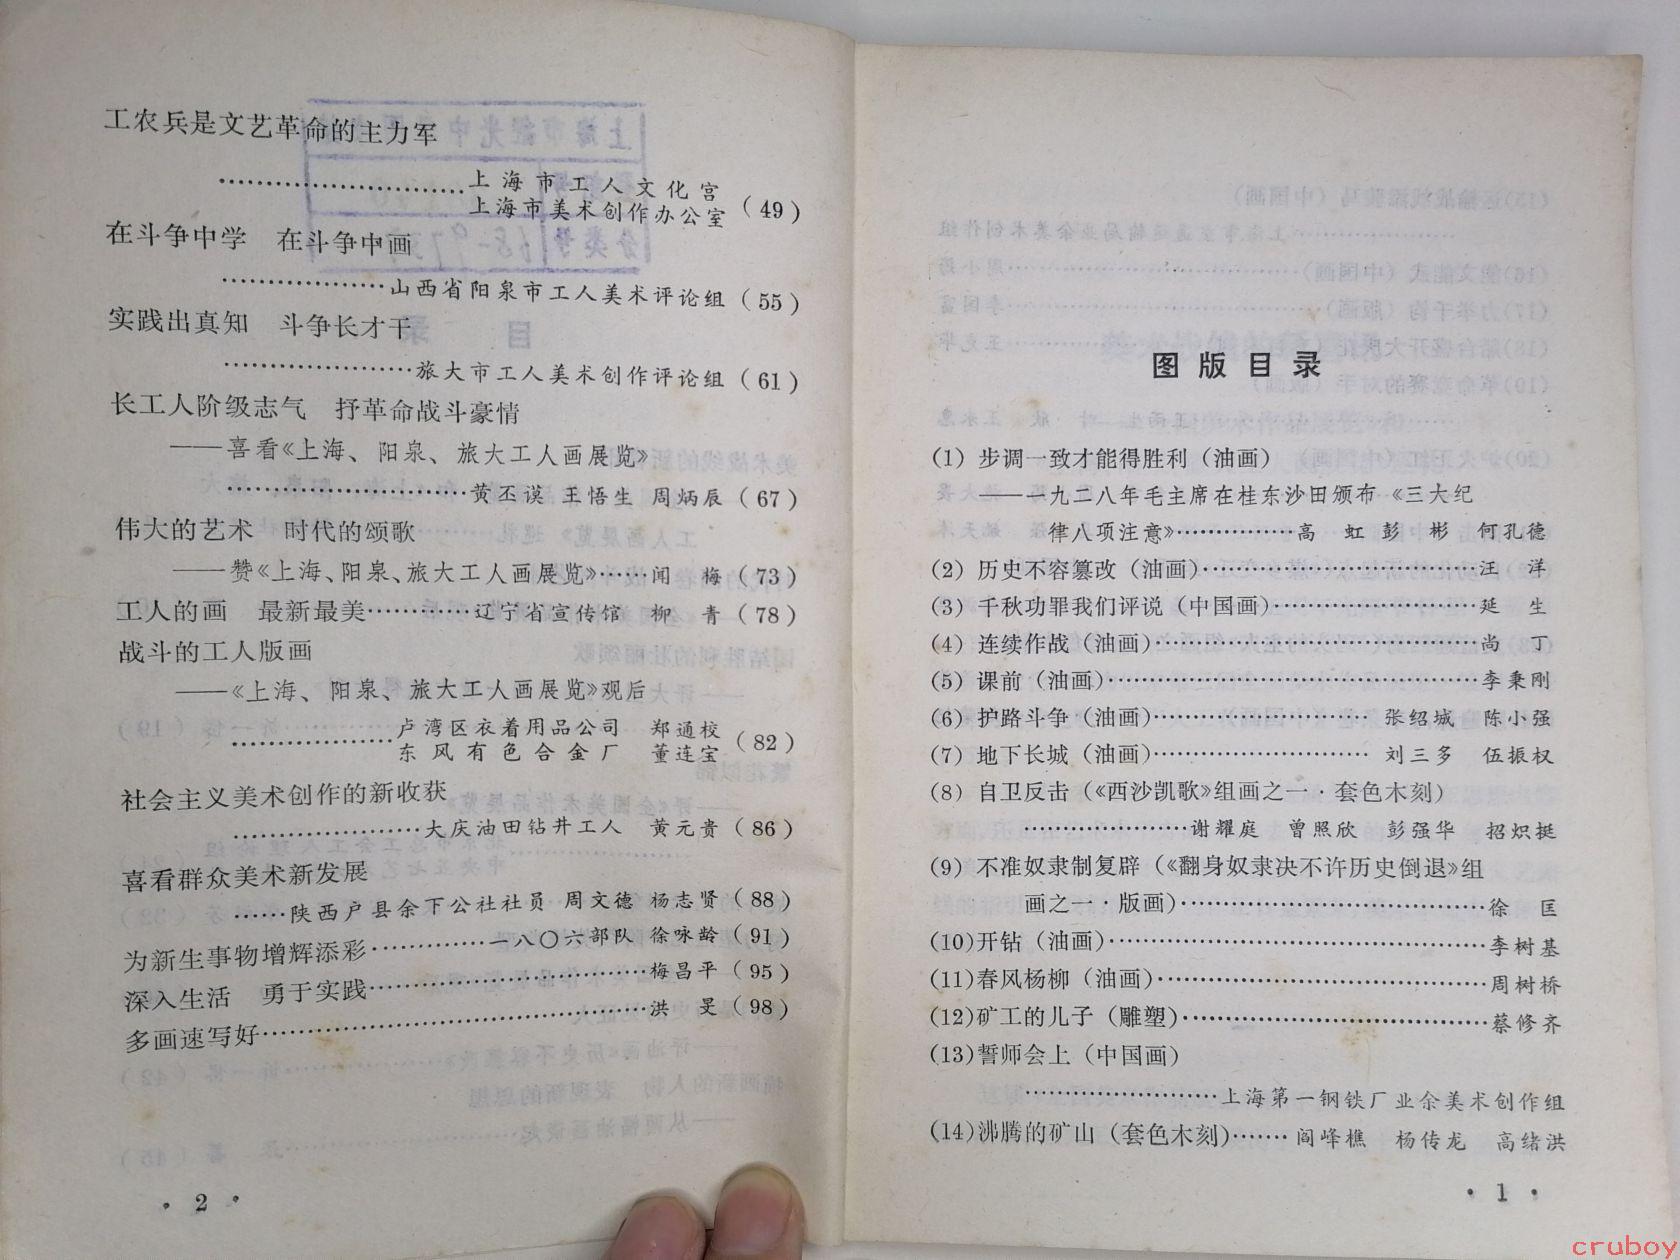 工农兵是文艺革命的主力军
………………………上海市工人文化宫
上海市美术创作办公室（49）
在斗争中学　在斗争中画
………………山西省阳泉市工人美术评论组（55）
实践出真知　斗争长才干
…………………旅大市工人美术创作评论组（61）
长工人阶级志气　抒革命战斗豪情
——喜看《上海、阳泉、旅大工人画展览》
………………………黄丕谟 王悟生 周炳辰（67）
伟大的艺术　时代的颂歌
——赞《上海、阳泉、旅大工人画展览》……闻　梅（73）
工人的画　最新最美…………辽宁省宣传馆　柳　青（78）
战斗的工人版画
——《上海、阳泉、旅大工人画展览》观后
………………卢湾区衣着用品公司　郑通校
东风有色合金厂　董连宝（82）
社会主义美术创作的新收获
…………………大庆油田钻井工人　黄元贵（86）
喜看群众美术新发展
……陕西户县余下公社社员 周文德 杨志贤（88）
为新生事物增辉添彩…………一八〇六部队 徐咏龄（91）
深入生活　勇于实践…………………………梅昌平（95）
多画速写好……………………………………洪　旻（98）
· 2 ·
图版目录
（1）步调一致才能得胜利（油画）
——一九二八年毛主席在桂东沙田颁布《三大纪
律八项注意》……………高　虹 彭　彬 何孔德
（2）历史不容篡改（油画）…………………………汪　洋
（3）千秋功罪我们评说（中国画）…………………延　生
（4）连续作战（油画）………………………………尚　丁
（5）课前（油画）……………………………………李秉刚
（6）护路斗争（油画）……………………张绍城　陈小强
（7）地下长城（油画）……………………刘三多　伍振权
（8）自卫反击（《西沙凯歌》组画之一·套色木刻）
………………谢耀庭　曾照欣　彭强华　招炽挺
（9）不准奴隶制复辟（《翻身奴隶决不许历史倒退》组
画之一·版画）……………………………徐　匡
（10）开钻（油画）……………………………………李树基
（11）春风杨柳（油画）………………………………周树桥
（12）矿工的儿子（雕塑）……………………………蔡修齐
（13）誓师会上（中国画）
…………………上海第一钢铁厂业余美术创作组
（14）沸腾的矿山（套色木刻）……阎峰樵　杨传龙　高绪洪
· 1 ·
cruboy